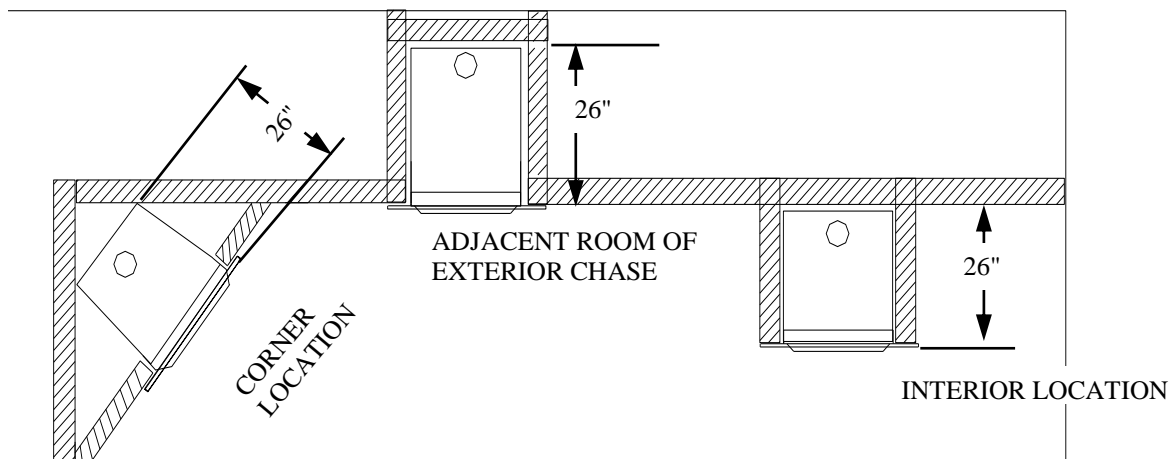 26"
26"
ADJACENT ROOM OF
EXTERIOR CHASE
26"
CORNER
LOCATION
INTERIOR LOCATION